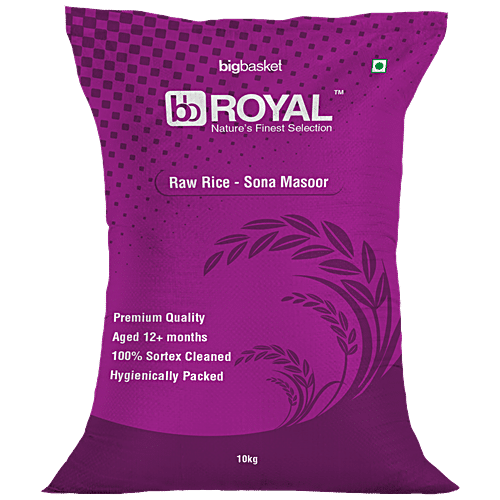 bigbasket
bb ROYAL™
Nature's Finest Selection
Raw Rice - Sona Masoor
Premium Quality
Aged 12+ months
100% Sortex Cleaned
Hygienically Packed
10kg